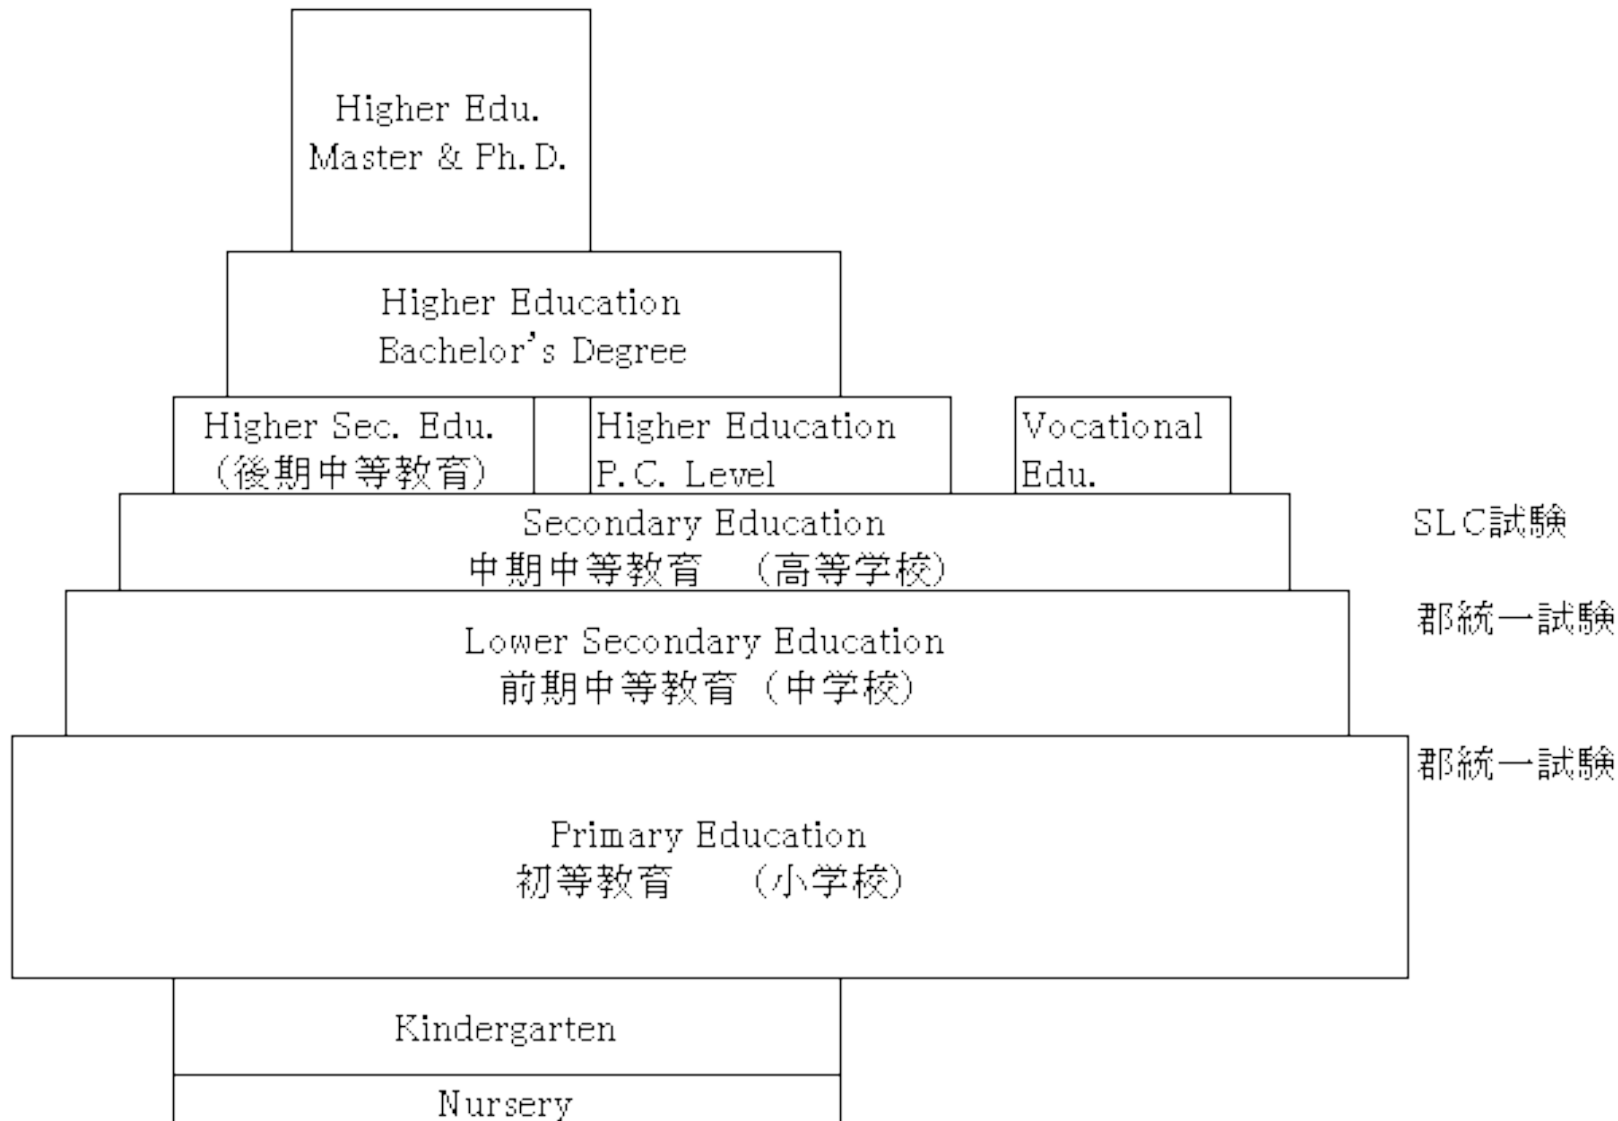 Higher Edu.
Master & Ph.D.
Higher Education
Bachelor's Degree
Higher Sec. Edu.
(後期中等教育)
Higher Education
P.C. Level
Vocational
Edu.
Secondary Education
中期中等教育　(高等学校)
SLC試験
Lower Secondary Education
前期中等教育 (中学校)
郡統一試験
Primary Education
初等教育　　(小学校)
郡統一試験
Kindergarten
Nursery